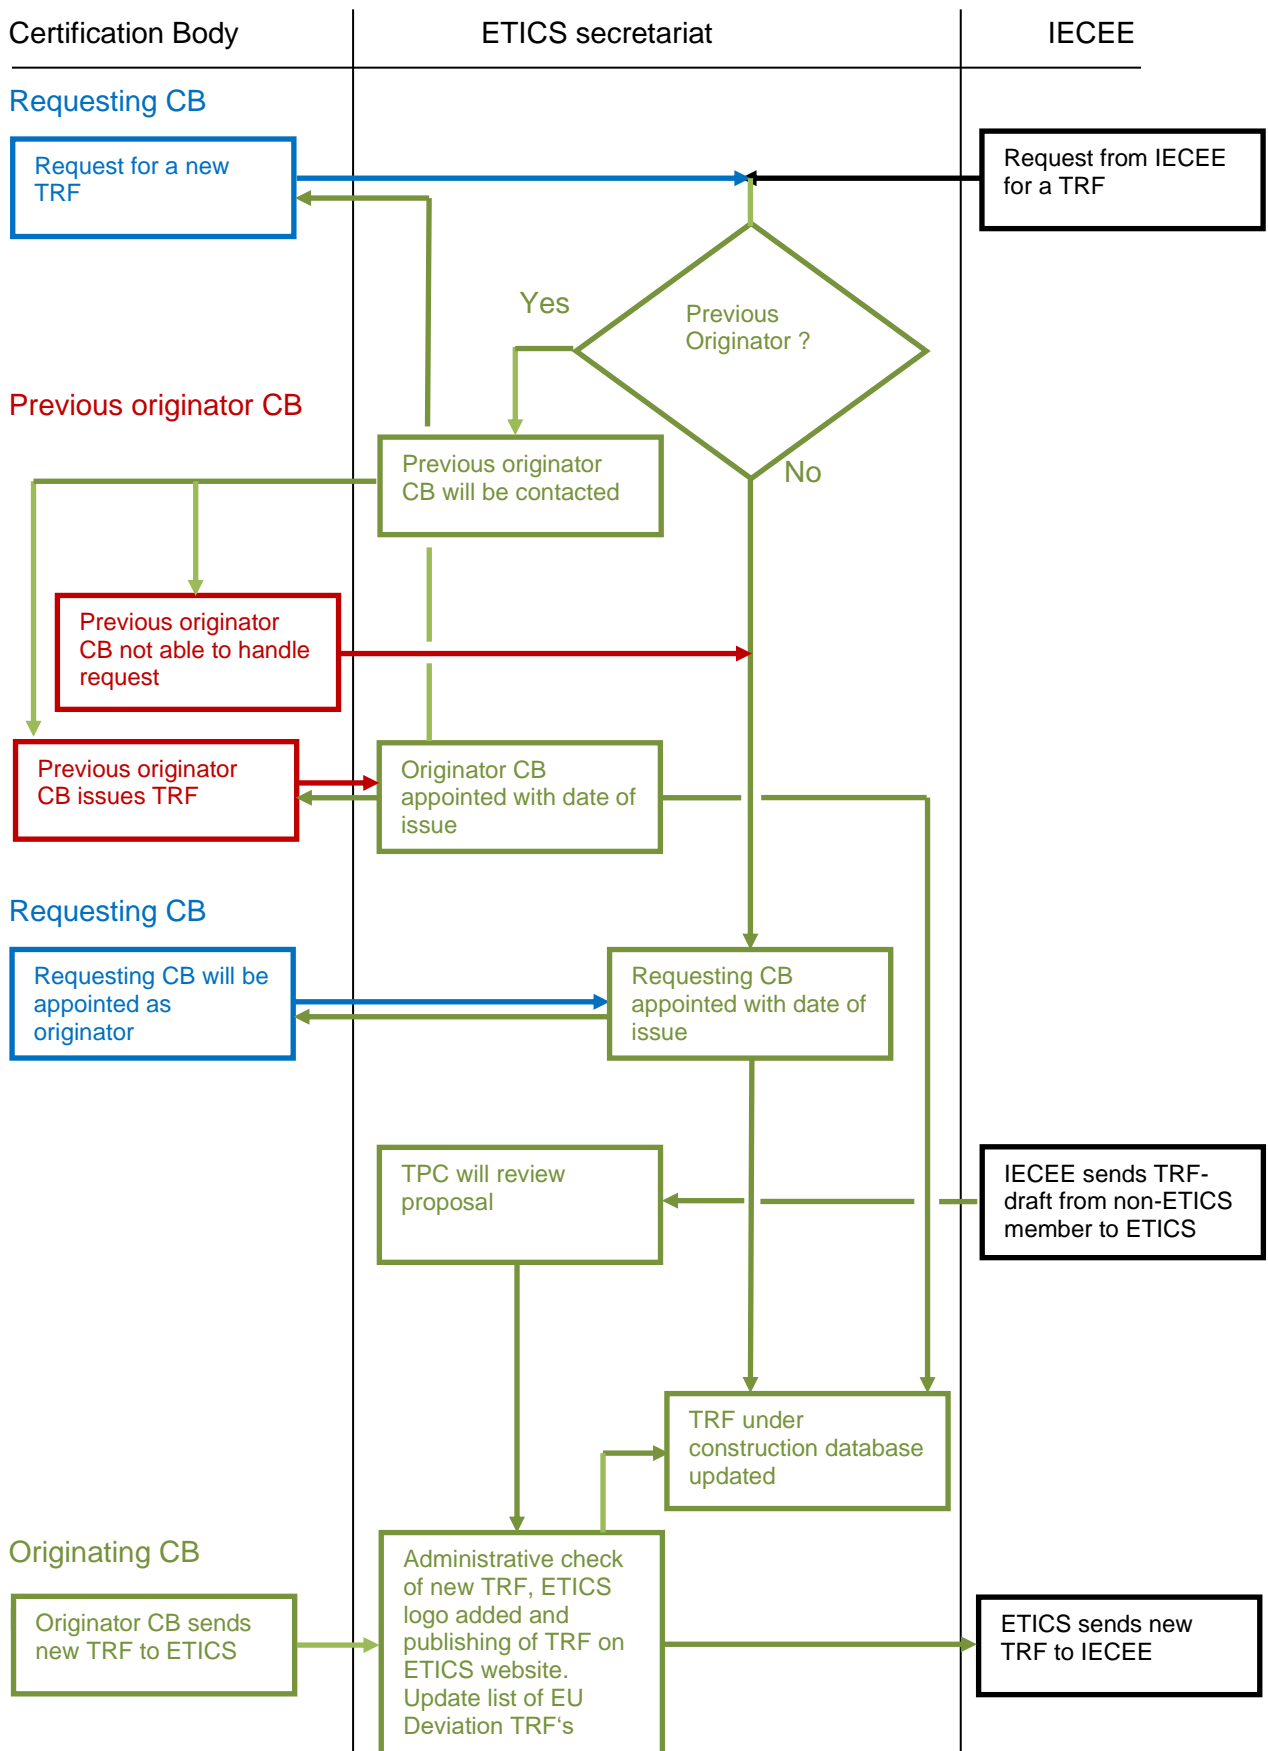 Certification Body
ETICS secretariat
IECEE
Requesting CB
Request for a new
TRF
Request from IECEE
for a TRF
Yes
Previous
Originator ?
Previous originator CB
Previous originator
CB will be contacted
No
Previous originator
CB not able to handle
request
Previous originator
CB issues TRF
Originator CB
appointed with date of
issue
Requesting CB
Requesting CB will be
appointed as
originator
Requesting CB
appointed with date of
issue
TPC will review
proposal
IECEE sends TRF-
draft from non-ETICS
member to ETICS
TRF under
construction database
updated
Originating CB
Originator CB sends
new TRF to ETICS
Administrative check
of new TRF, ETICS
logo added and
publishing of TRF on
ETICS website.
Update list of EU
Deviation TRF‘s
ETICS sends new
TRF to IECEE